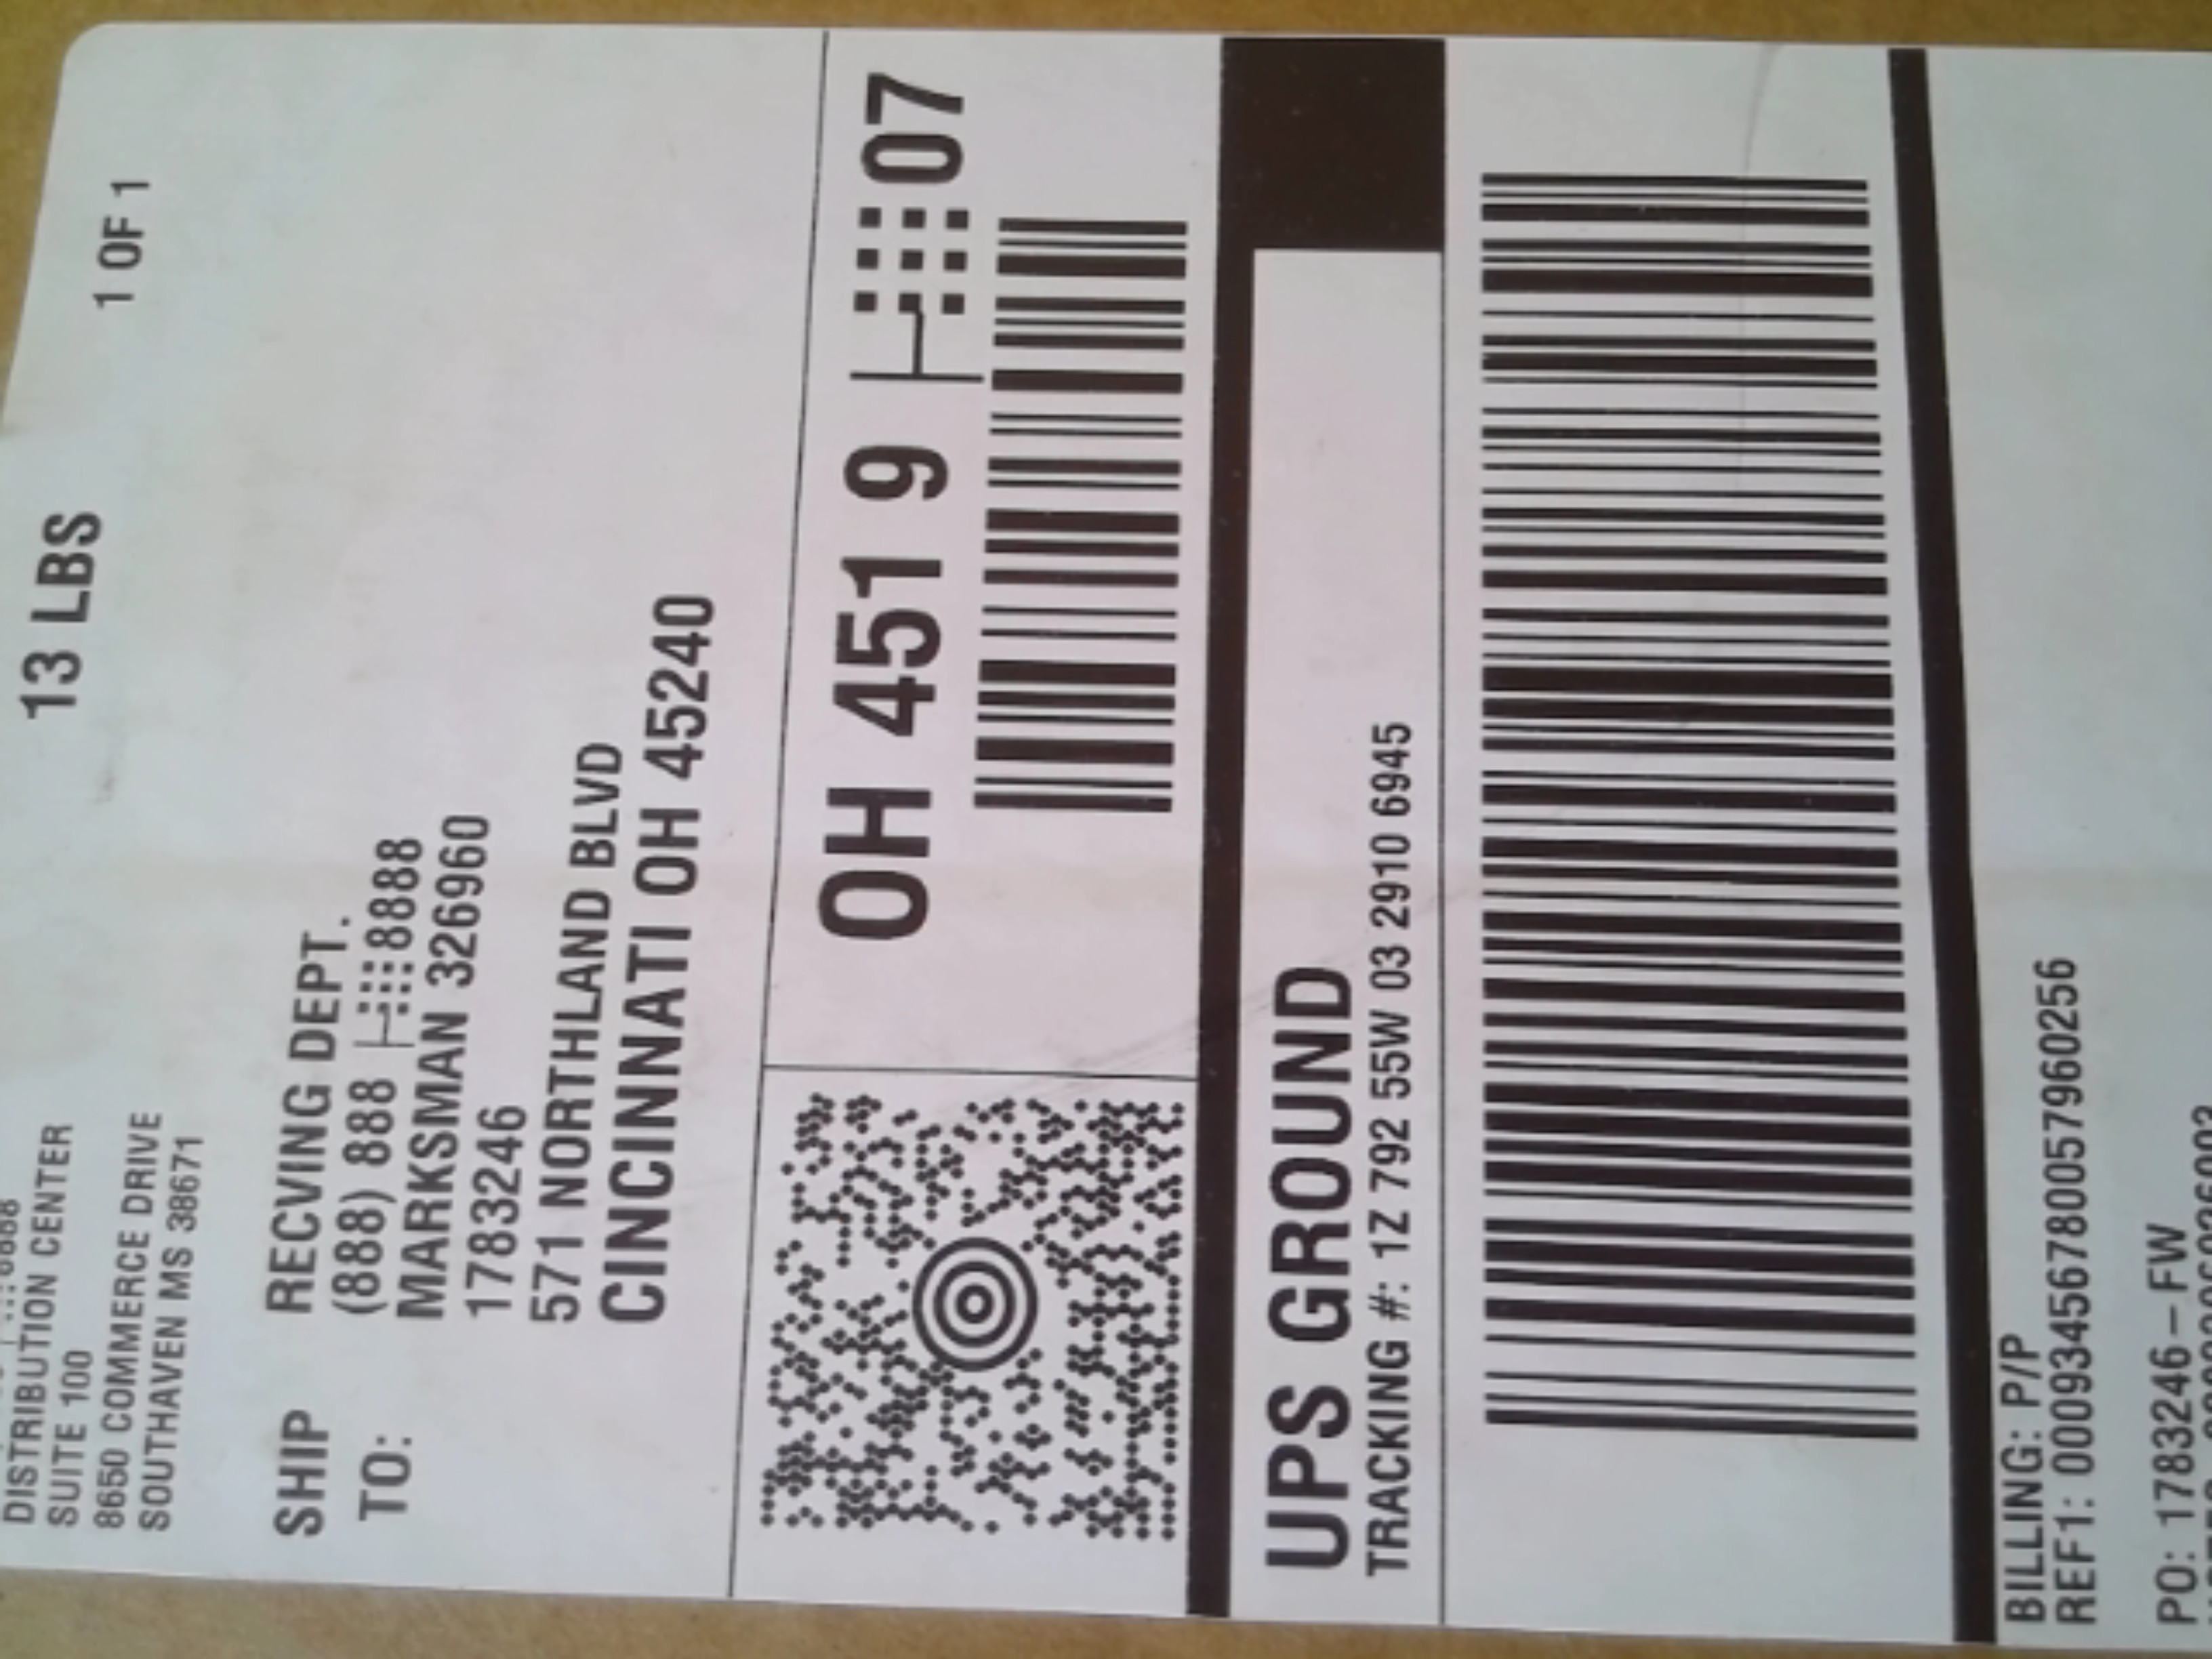 DISTRIBUTION CENTER
SUITE 100
8650 COMMERCE DRIVE
SOUTHAVEN MS 38671
13 LBS
1 OF 1
SHIP
TO:
RECVING DEPT.
(888) 888 8888
MARKSMAN 326960
1783246
571 NORTHLAND BLVD
CINCINNATI OH 45240
OH 451 9 07
UPS GROUND
TRACKING #: 1Z 792 55W 03 2910 6945
BILLING: P/P
REF1: 00093456780057960256
PO: 1783246-FW